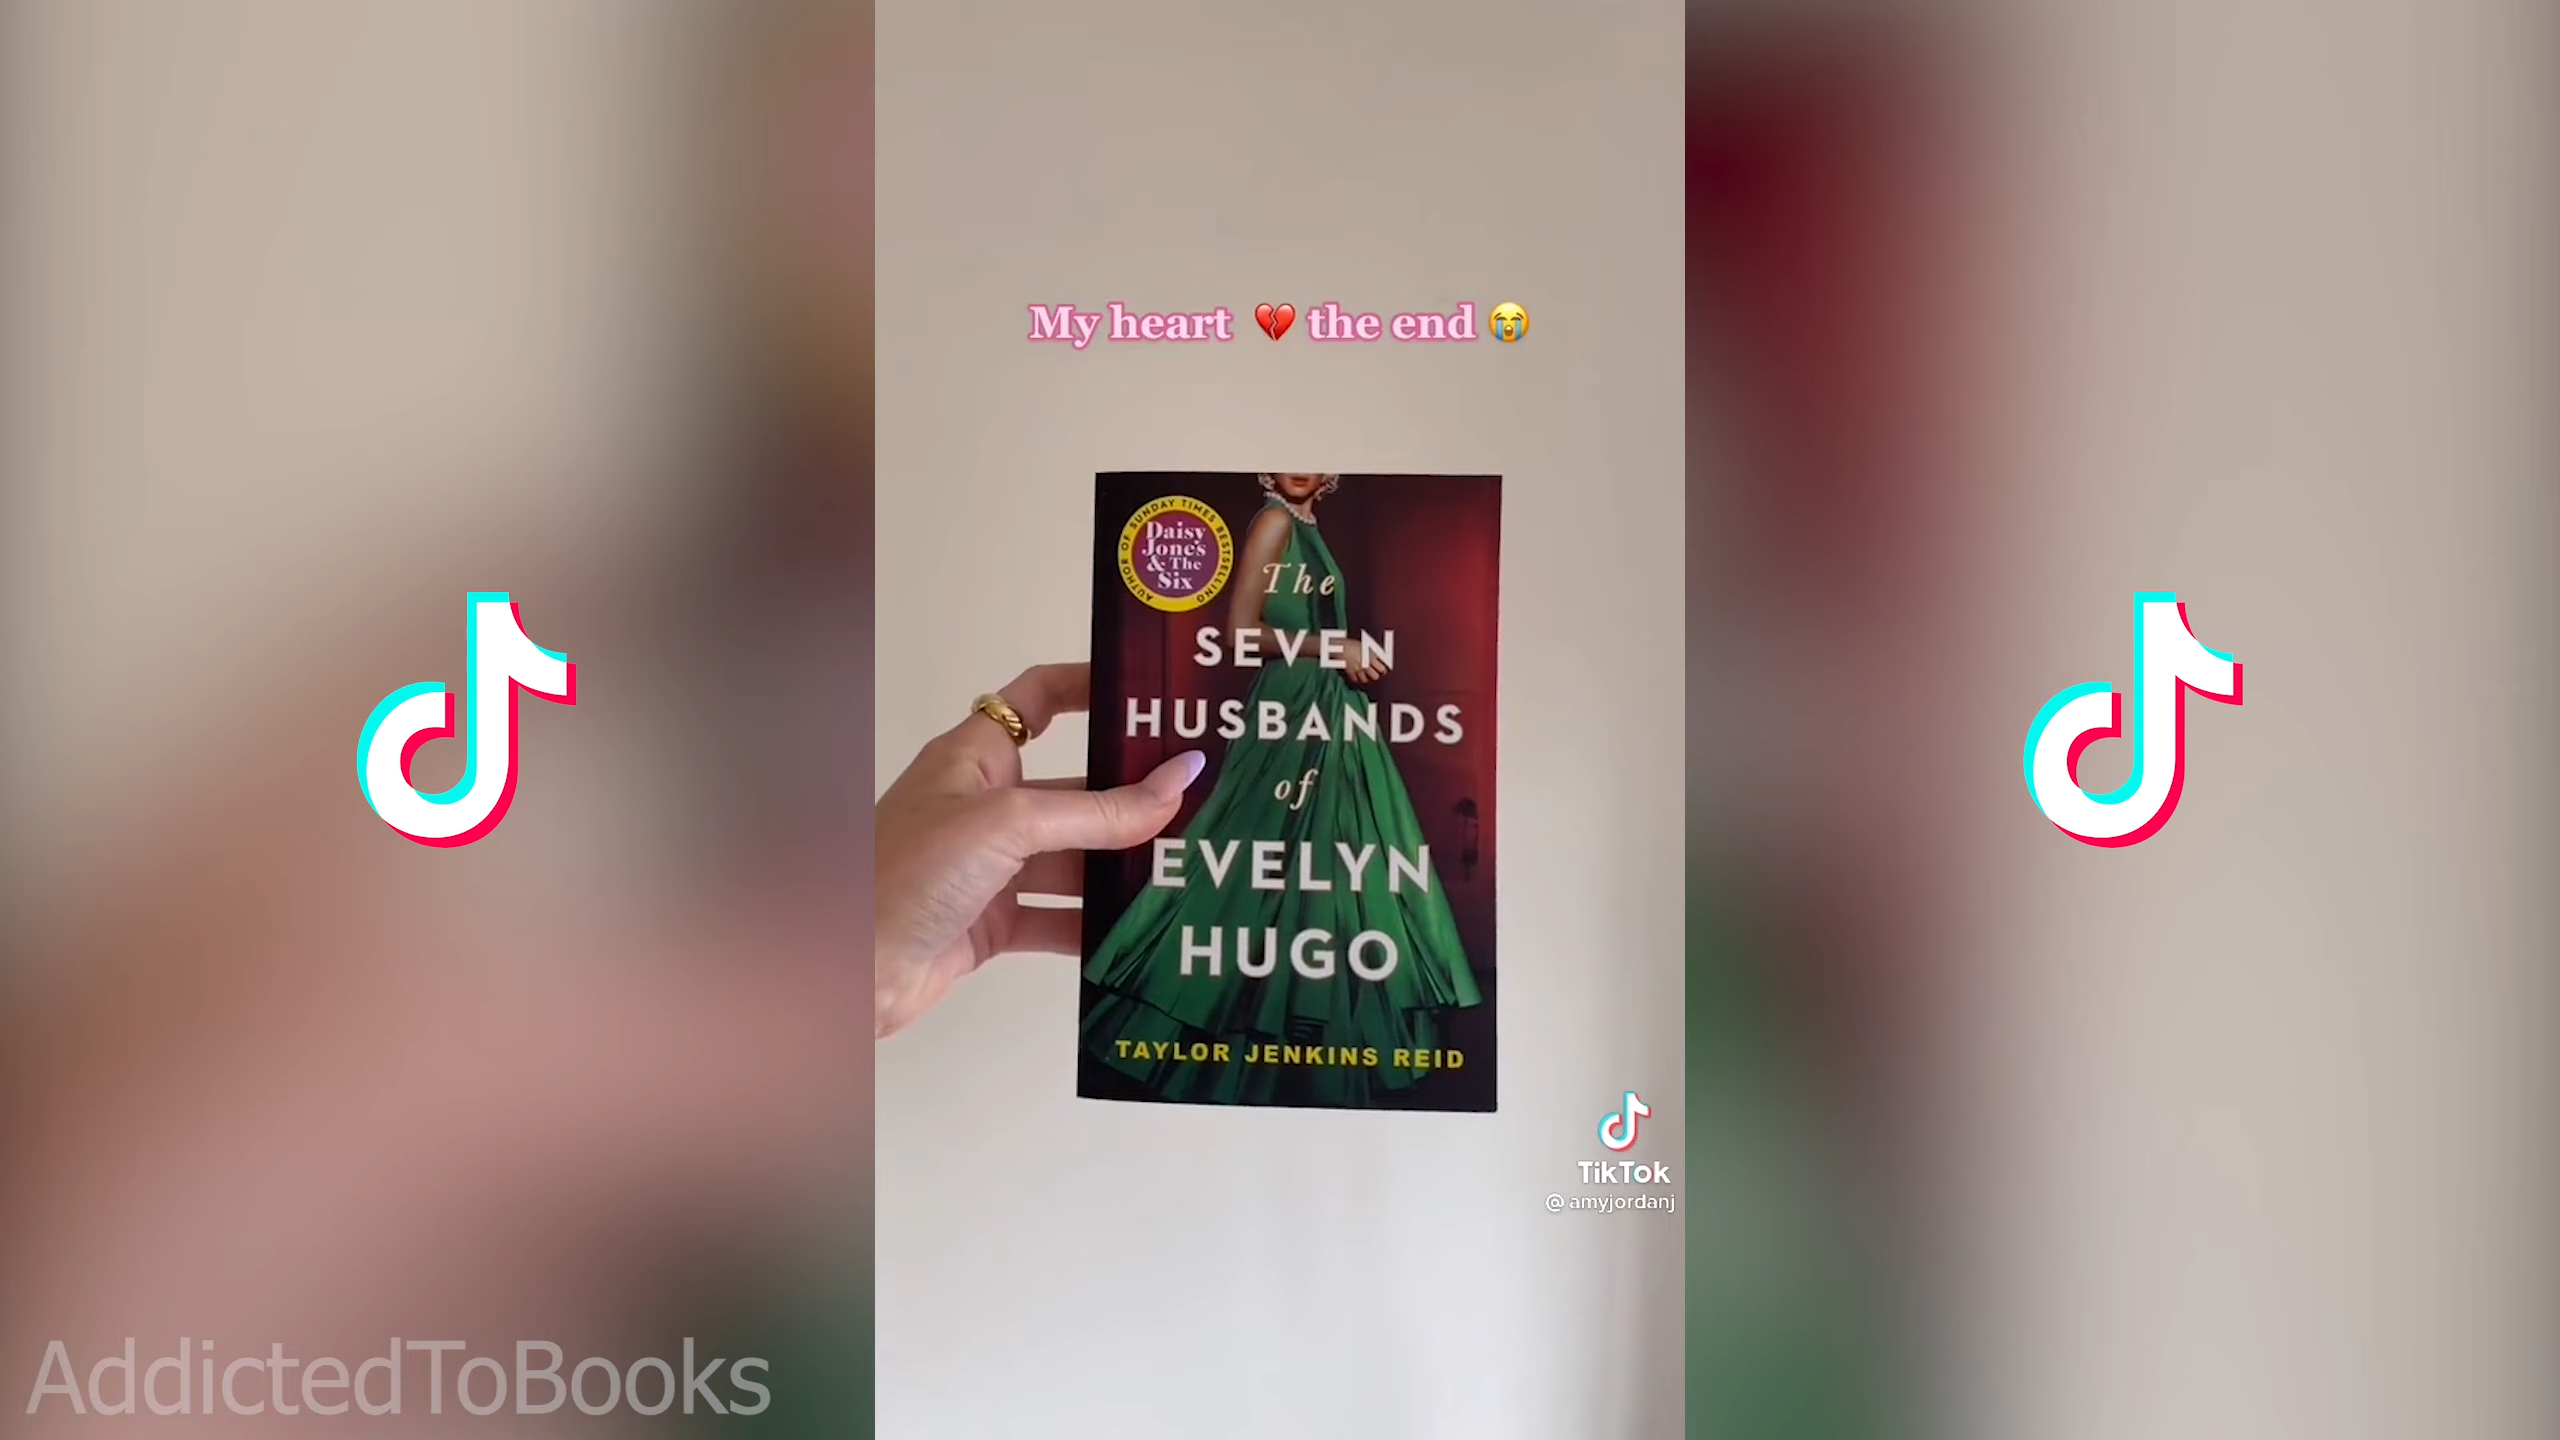 My heart 💔 the end 😭
AUTHOR OF SUNDAY TIMES BESTSELLING
Daisy
Jones
& The
Six
The
SEVEN
HUSBANDS
of
EVELYN
HUGO
TAYLOR JENKINS REID
TikTok
@ amyjordanj
AddictedToBooks